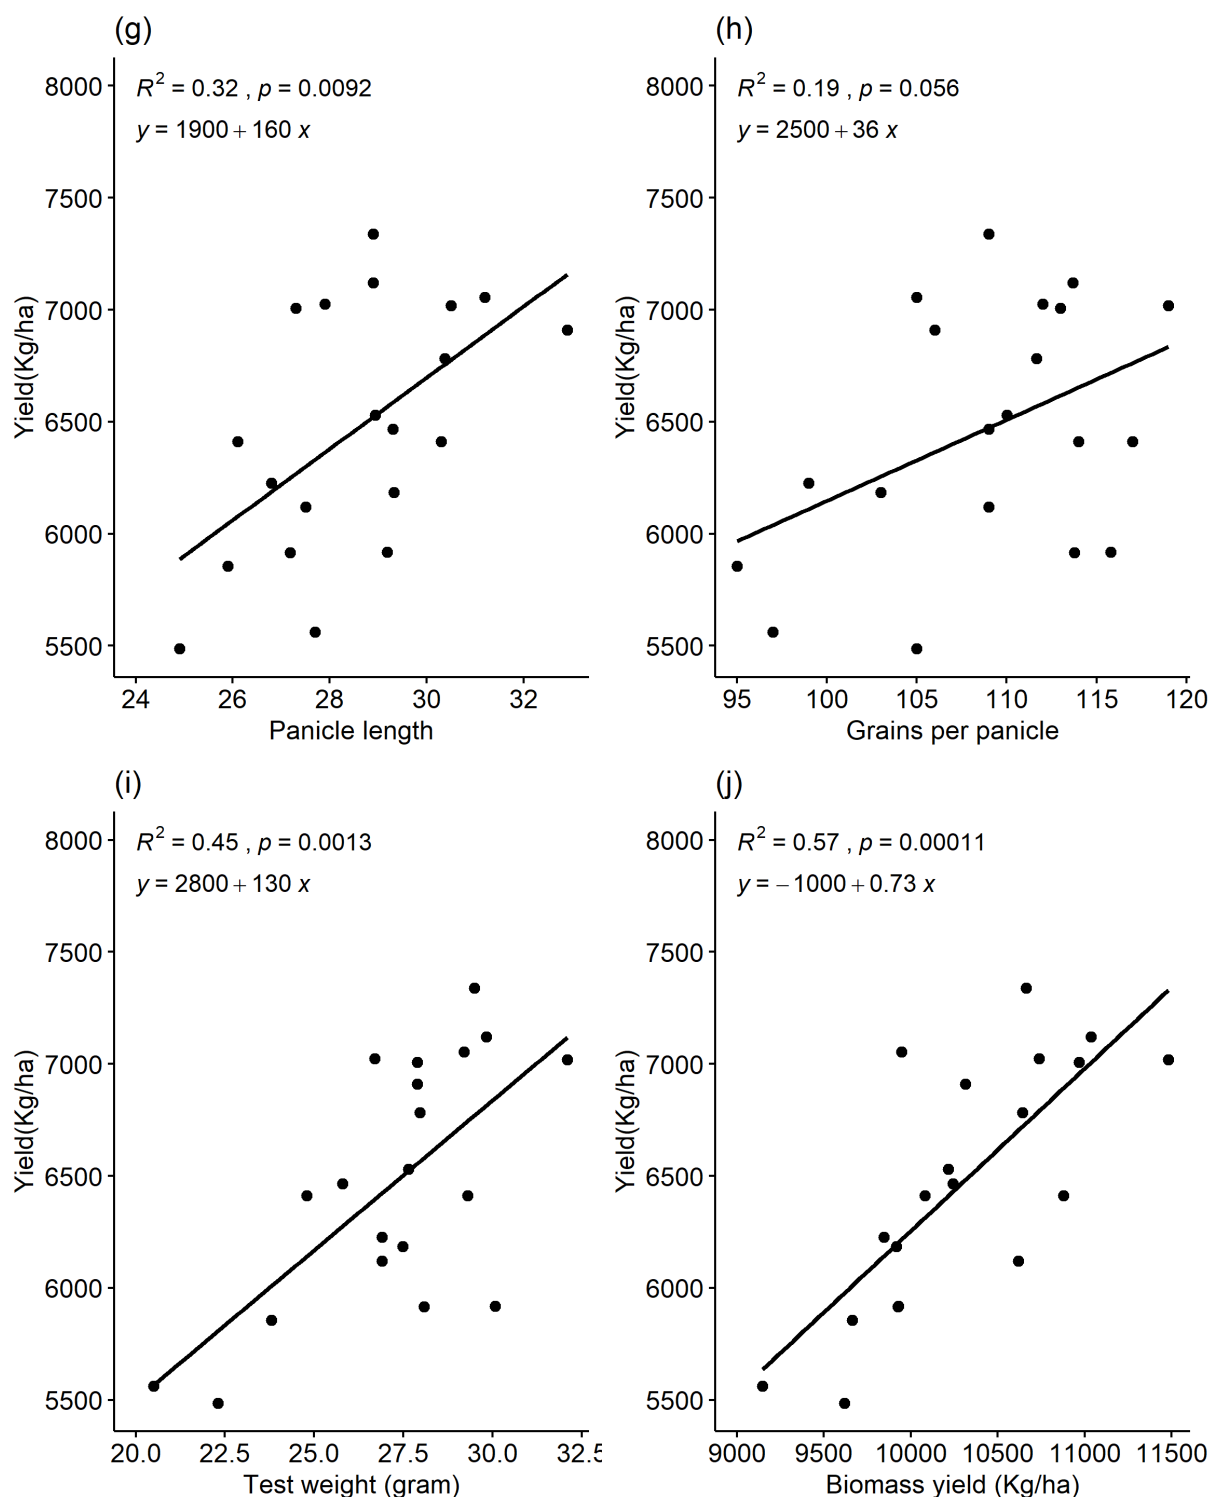 (g)
R² = 0.32 , p = 0.0092
y = 1900 + 160 x
8000
7500
7000
6500
6000
5500
Yield(Kg/ha)
24 26 28 30 32
Panicle length
(h)
R² = 0.19 , p = 0.056
y = 2500 + 36 x
8000
7500
7000
6500
6000
5500
Yield(Kg/ha)
95 100 105 110 115 120
Grains per panicle
(i)
R² = 0.45 , p = 0.0013
y = 2800 + 130 x
8000
7500
7000
6500
6000
5500
Yield(Kg/ha)
20.0 22.5 25.0 27.5 30.0 32.5
Test weight (gram)
(j)
R² = 0.57 , p = 0.00011
y = − 1000 + 0.73 x
8000
7500
7000
6500
6000
5500
Yield(Kg/ha)
9000 9500 10000 10500 11000 11500
Biomass yield (Kg/ha)